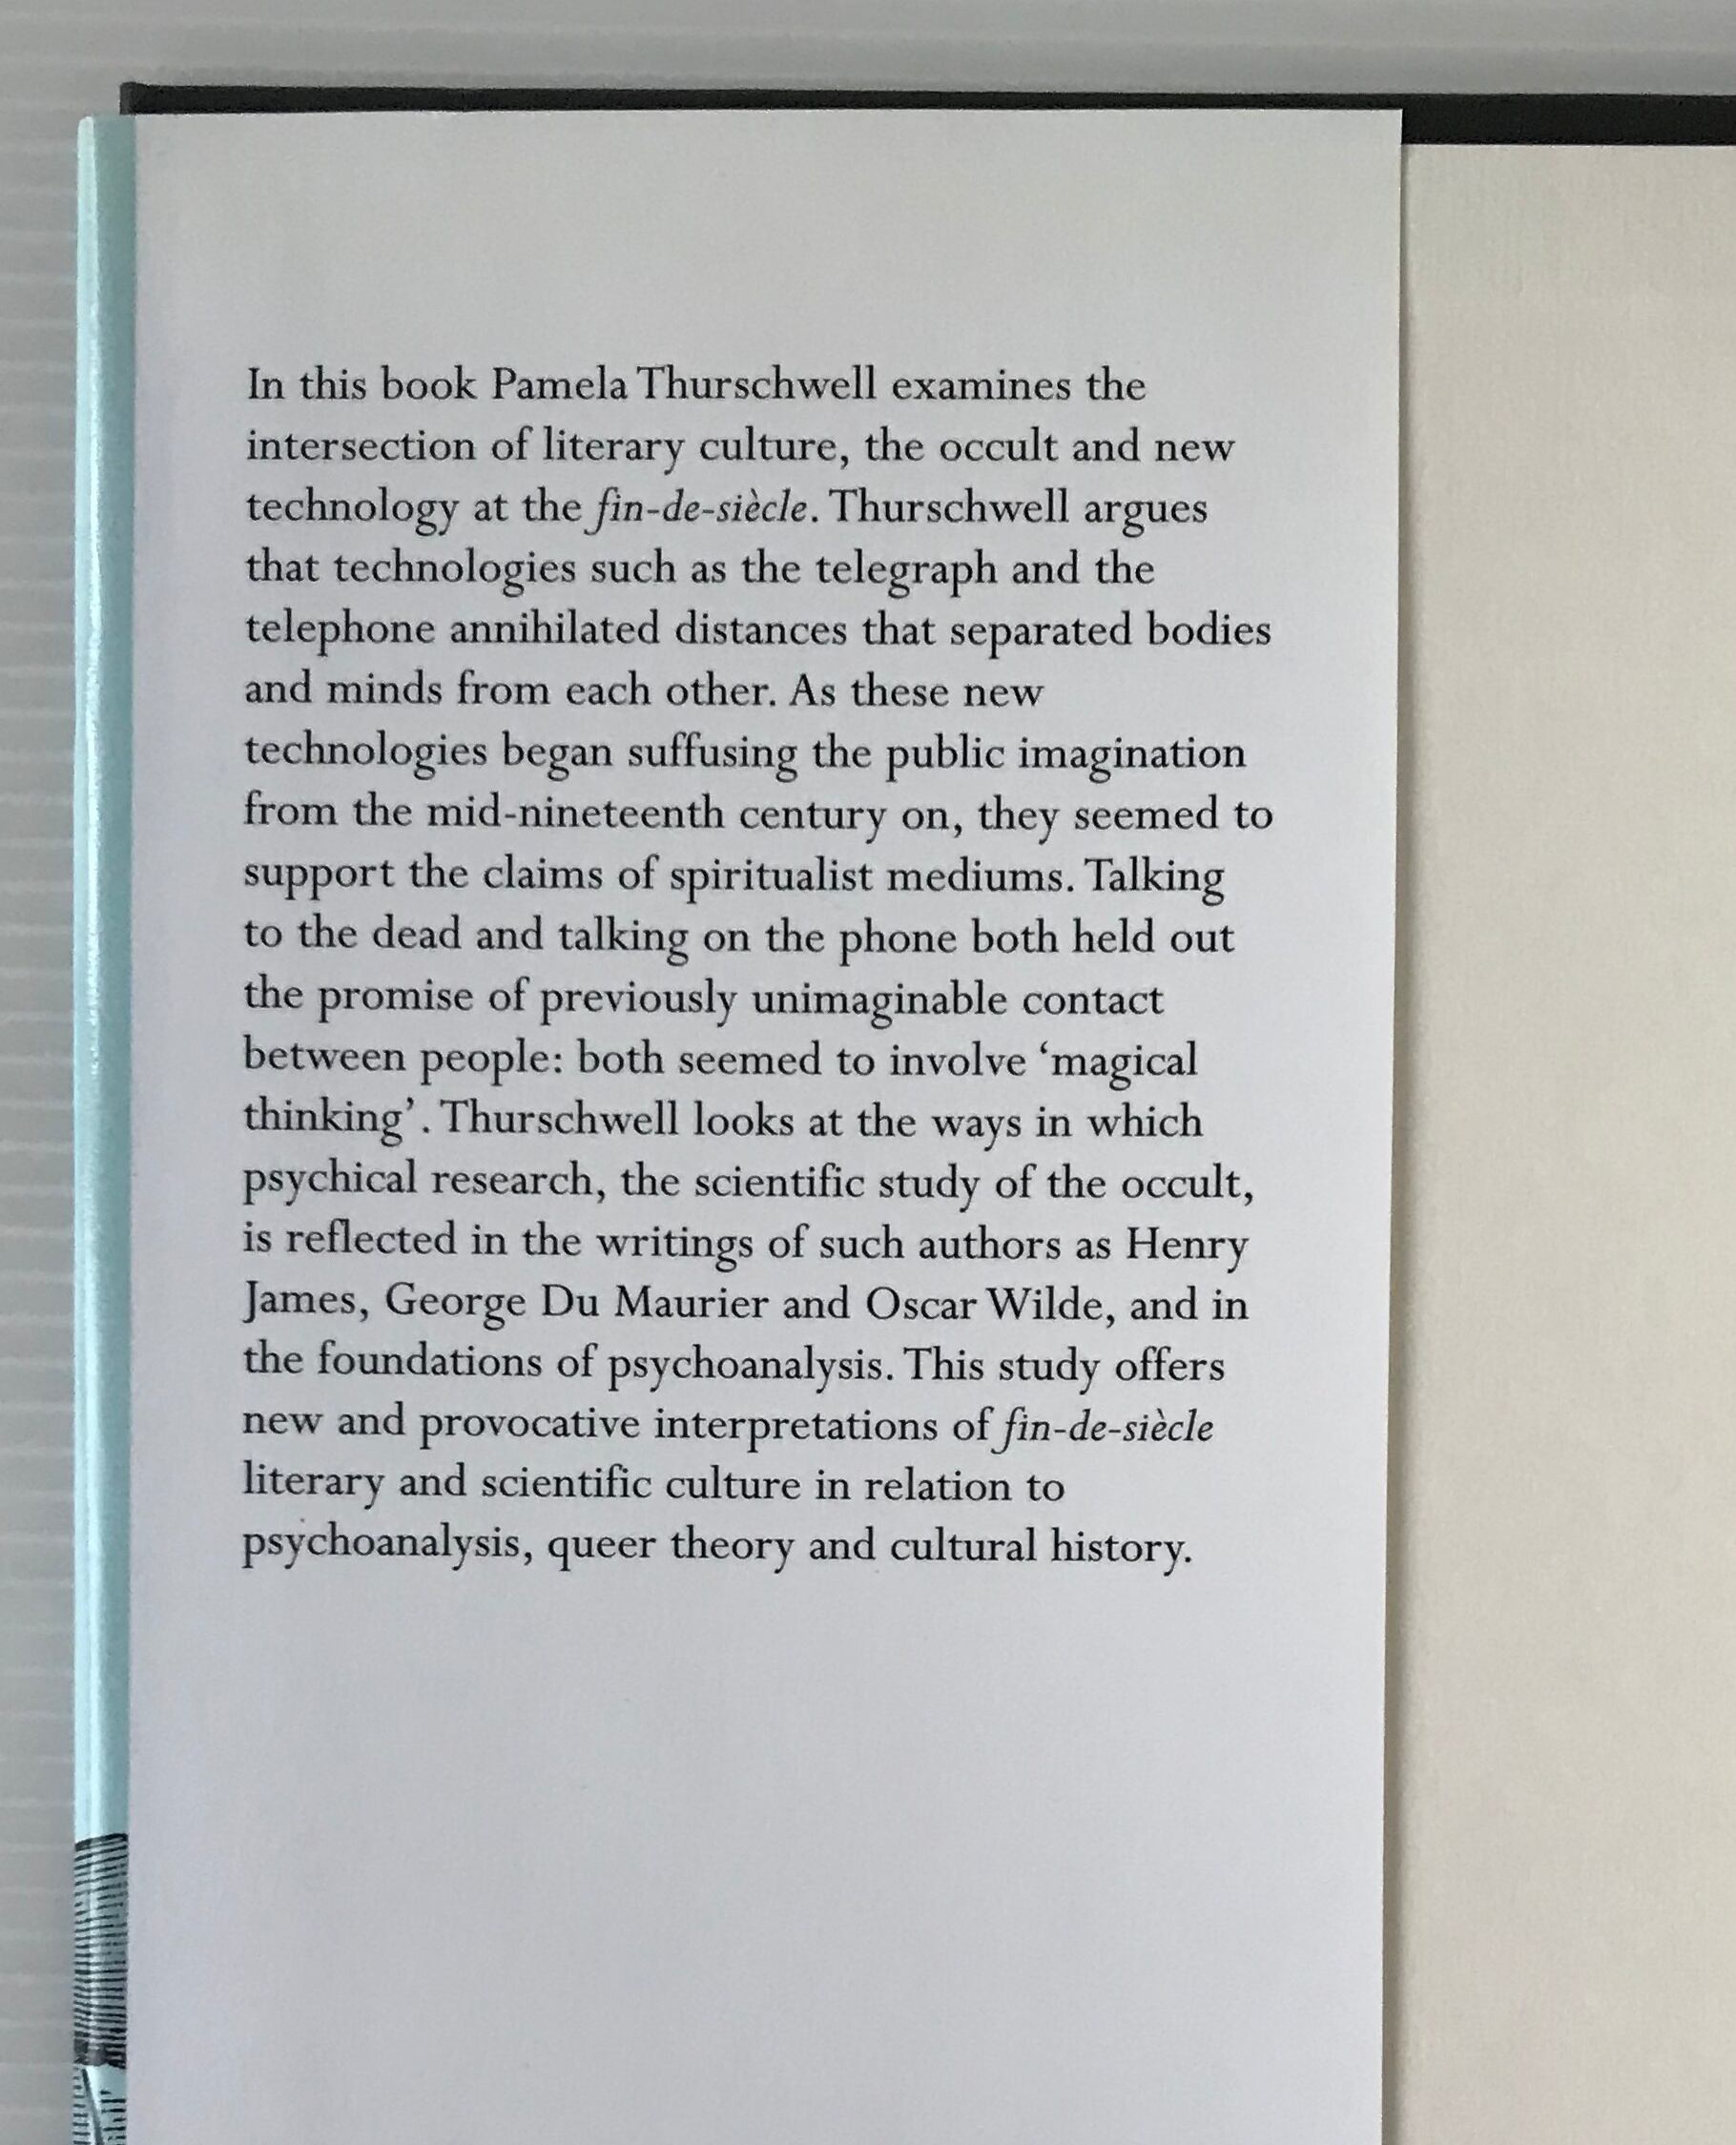 In this book Pamela Thurschwell examines the
intersection of literary culture, the occult and new
technology at the fin-de-siècle. Thurschwell argues
that technologies such as the telegraph and the
telephone annihilated distances that separated bodies
and minds from each other. As these new
technologies began suffusing the public imagination
from the mid-nineteenth century on, they seemed to
support the claims of spiritualist mediums. Talking
to the dead and talking on the phone both held out
the promise of previously unimaginable contact
between people: both seemed to involve ‘magical
thinking’. Thurschwell looks at the ways in which
psychical research, the scientific study of the occult,
is reflected in the writings of such authors as Henry
James, George Du Maurier and Oscar Wilde, and in
the foundations of psychoanalysis. This study offers
new and provocative interpretations of fin-de-siècle
literary and scientific culture in relation to
psychoanalysis, queer theory and cultural history.